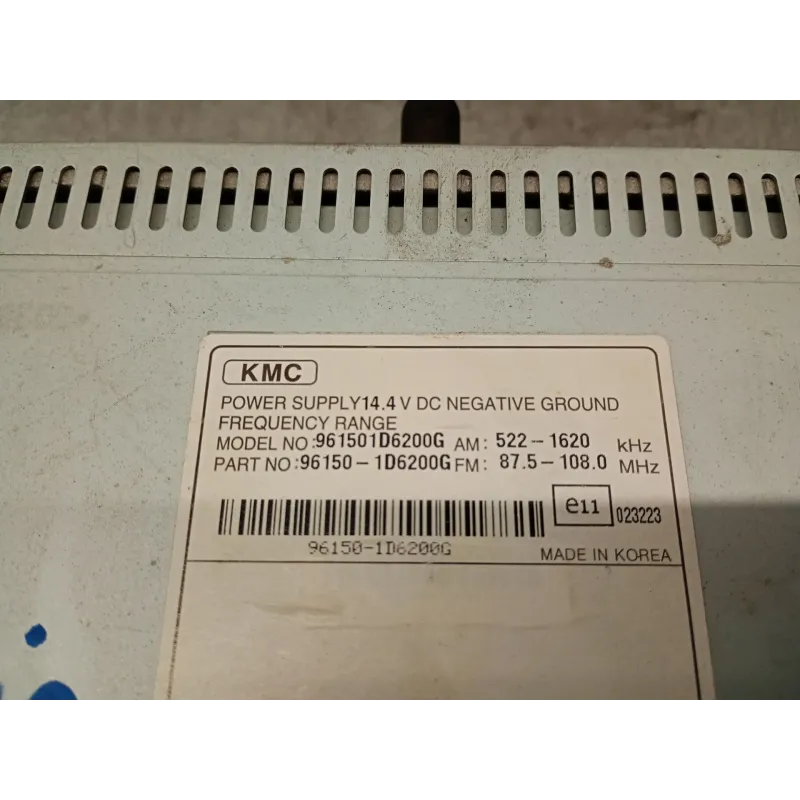 KMC
POWER SUPPLY14.4 V DC NEGATIVE GROUND
FREQUENCY RANGE
MODEL NO:961501D6200G AM: 522-1620 kHz
PART NO:96150-1D6200G FM: 87.5-108.0 MHz
e11 023223
96150-1D6200G
MADE IN KOREA